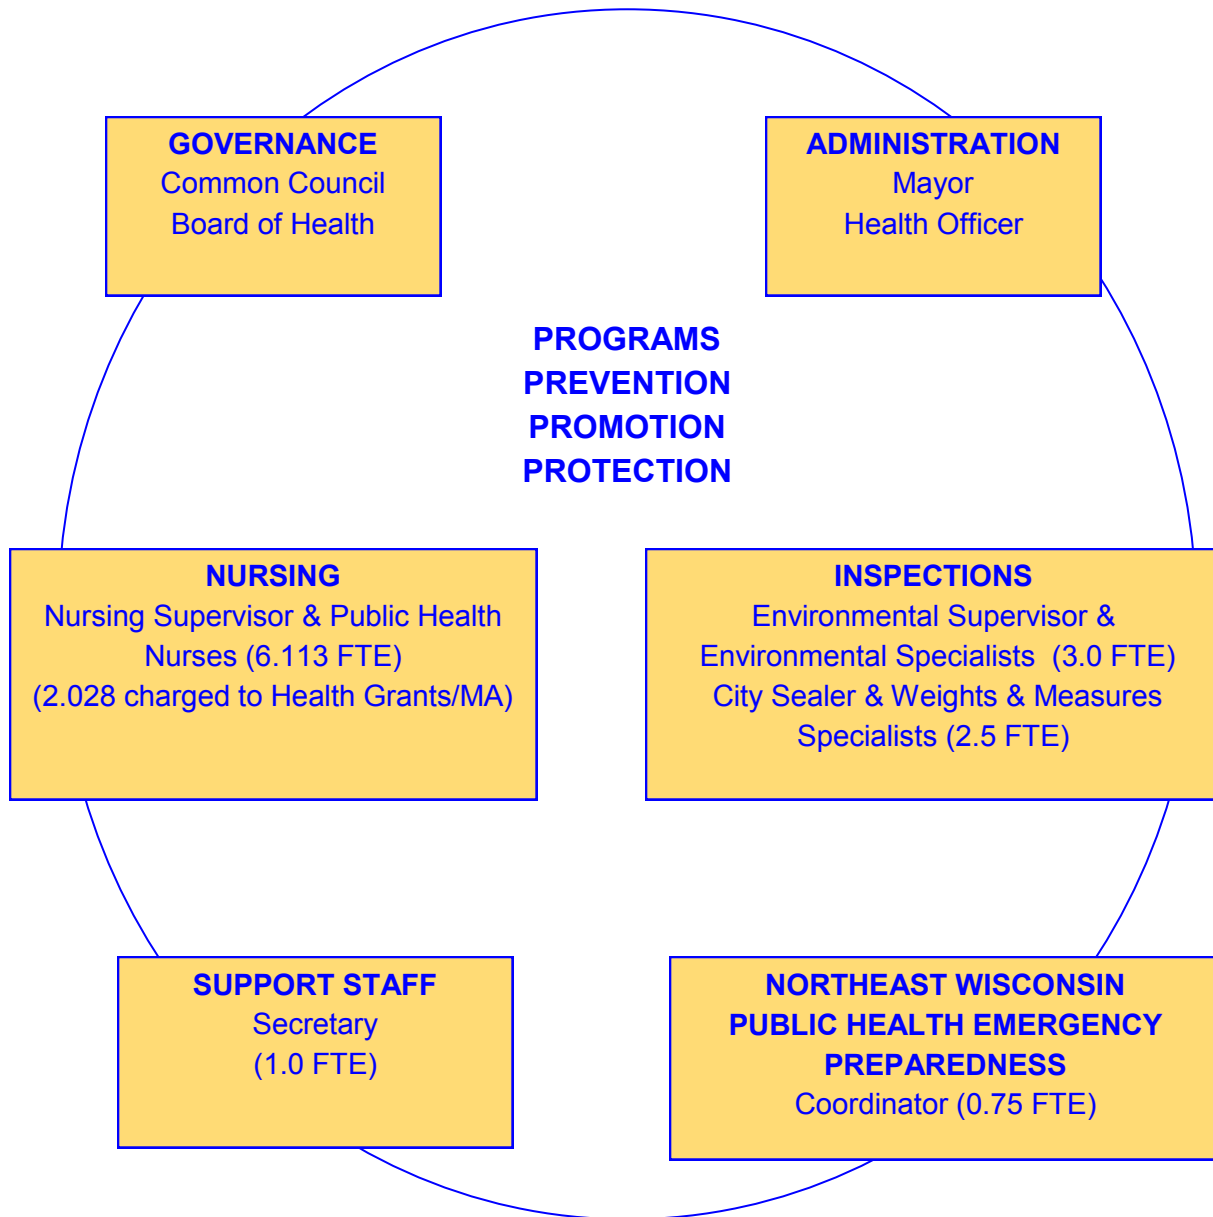 GOVERNANCE
Common Council
Board of Health
ADMINISTRATION
Mayor
Health Officer
PROGRAMS
PREVENTION
PROMOTION
PROTECTION
NURSING
Nursing Supervisor & Public Health
Nurses (6.113 FTE)
(2.028 charged to Health Grants/MA)
INSPECTIONS
Environmental Supervisor &
Environmental Specialists  (3.0 FTE)
City Sealer & Weights & Measures
Specialists (2.5 FTE)
SUPPORT STAFF
Secretary
(1.0 FTE)
NORTHEAST WISCONSIN
PUBLIC HEALTH EMERGENCY
PREPAREDNESS
Coordinator (0.75 FTE)